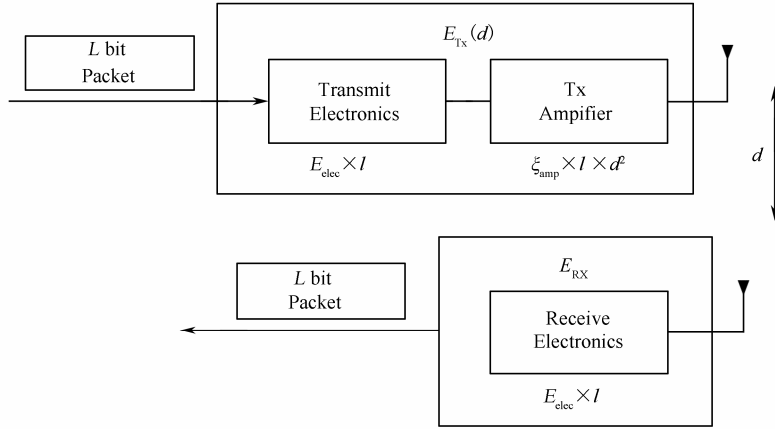 E_Tx(d)
L bit
Packet
Transmit
Electronics
Tx
Ampifier
E_elec × l
ξ_amp × l × d²
d
E_RX
L bit
Packet
Receive
Electronics
E_elec × l